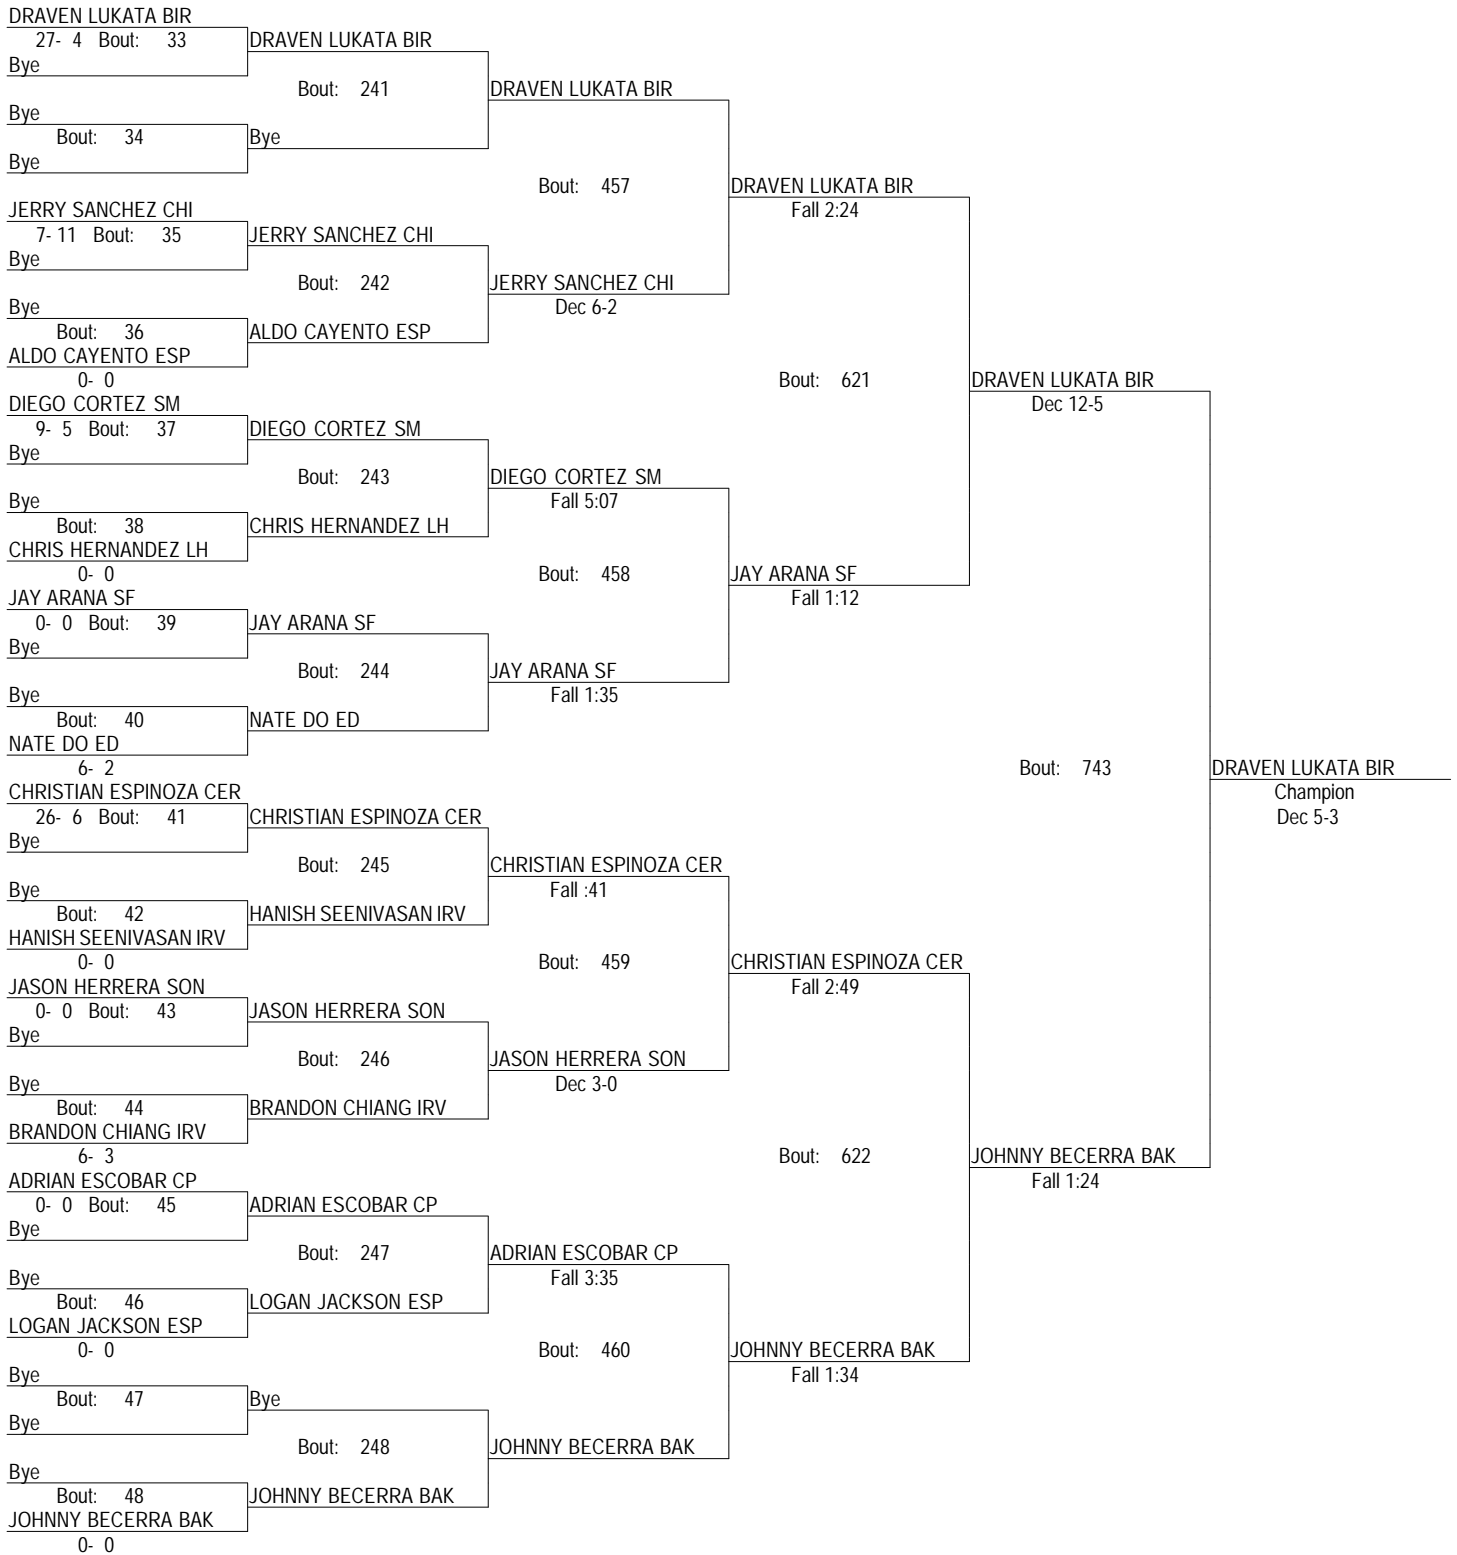 DRAVEN LUKATA BIR
27- 4 Bout: 33
DRAVEN LUKATA BIR
Bye
Bout: 241
DRAVEN LUKATA BIR
Bye
Bout: 34
Bye
Bye
Bout: 457
DRAVEN LUKATA BIR
Fall 2:24
JERRY SANCHEZ CHI
7- 11 Bout: 35
JERRY SANCHEZ CHI
Bye
Bout: 242
JERRY SANCHEZ CHI
Dec 6-2
Bye
Bout: 36
ALDO CAYENTO ESP
ALDO CAYENTO ESP
0- 0
Bout: 621
DRAVEN LUKATA BIR
Dec 12-5
DIEGO CORTEZ SM
9- 5 Bout: 37
DIEGO CORTEZ SM
Bye
Bout: 243
DIEGO CORTEZ SM
Fall 5:07
Bye
Bout: 38
CHRIS HERNANDEZ LH
CHRIS HERNANDEZ LH
0- 0
Bout: 458
JAY ARANA SF
Fall 1:12
JAY ARANA SF
0- 0 Bout: 39
JAY ARANA SF
Bye
Bout: 244
JAY ARANA SF
Fall 1:35
Bye
Bout: 40
NATE DO ED
NATE DO ED
6- 2
Bout: 743
DRAVEN LUKATA BIR
Champion
Dec 5-3
CHRISTIAN ESPINOZA CER
26- 6 Bout: 41
CHRISTIAN ESPINOZA CER
Bye
Bout: 245
CHRISTIAN ESPINOZA CER
Fall :41
Bye
Bout: 42
HANISH SEENIVASAN IRV
HANISH SEENIVASAN IRV
0- 0
Bout: 459
CHRISTIAN ESPINOZA CER
Fall 2:49
JASON HERRERA SON
0- 0 Bout: 43
JASON HERRERA SON
Bye
Bout: 246
JASON HERRERA SON
Dec 3-0
Bye
Bout: 44
BRANDON CHIANG IRV
BRANDON CHIANG IRV
6- 3
Bout: 622
JOHNNY BECERRA BAK
Fall 1:24
ADRIAN ESCOBAR CP
0- 0 Bout: 45
ADRIAN ESCOBAR CP
Bye
Bout: 247
ADRIAN ESCOBAR CP
Fall 3:35
Bye
Bout: 46
LOGAN JACKSON ESP
LOGAN JACKSON ESP
0- 0
Bout: 460
JOHNNY BECERRA BAK
Fall 1:34
Bye
Bout: 47
Bye
Bye
Bout: 248
JOHNNY BECERRA BAK
Bye
Bout: 48
JOHNNY BECERRA BAK
JOHNNY BECERRA BAK
0- 0